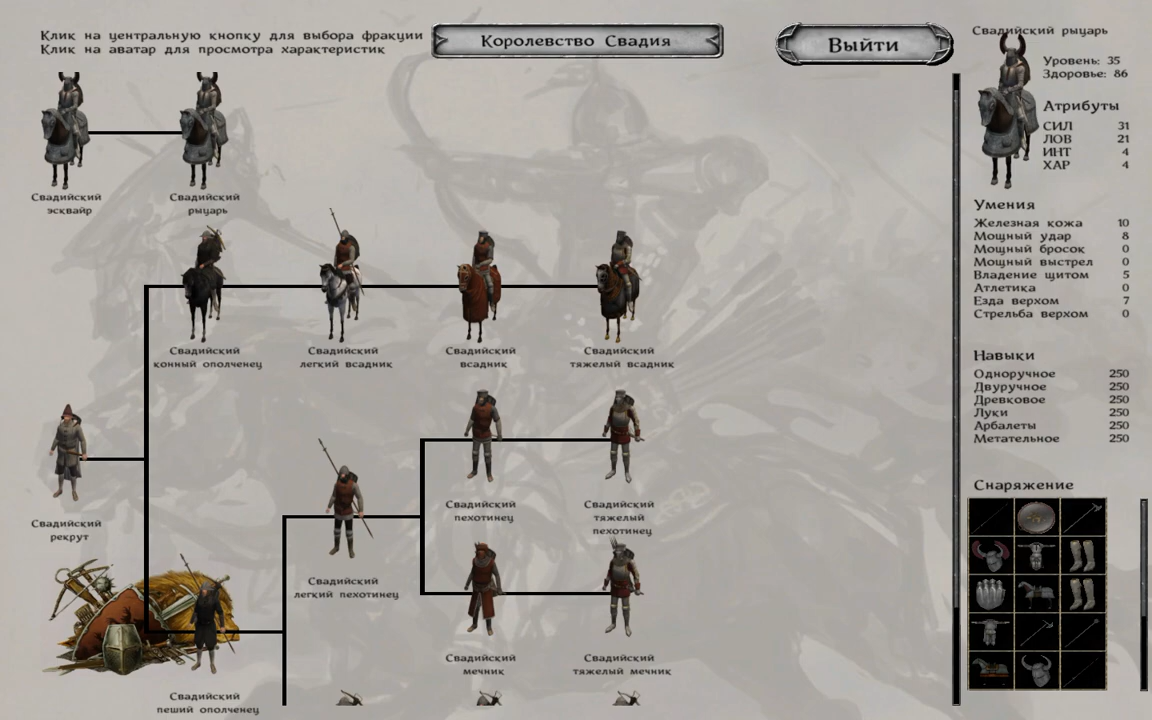 Клик на центральную кнопку для выбора фракции
Клик на аватар для просмотра характеристик
Королевство Свадия
Выйти
Свадийский
эсквайр
Свадийский
рыцарь
Свадийский
конный ополченец
Свадийский
легкий всадник
Свадийский
всадник
Свадийский
тяжелый всадник
Свадийский
рекрут
Свадийский
пехотинец
Свадийский
тяжелый
пехотинец
Свадийский
легкий пехотинец
Свадийский
мечник
Свадийский
тяжелый мечник
Свадийский
пеший ополченец
Свадийский рыцарь
Уровень: 35
Здоровье: 86
Атрибуты
СИЛ 31
ЛОВ 21
ИНТ 4
ХАР 4
Умения
Железная кожа 10
Мощный удар 8
Мощный бросок 0
Мощный выстрел 0
Владение щитом 5
Атлетика 0
Езда верхом 7
Стрельба верхом 0
Навыки
Одноручное 250
Двуручное 250
Древковое 250
Луки 250
Арбалеты 250
Метательное 250
Снаряжение